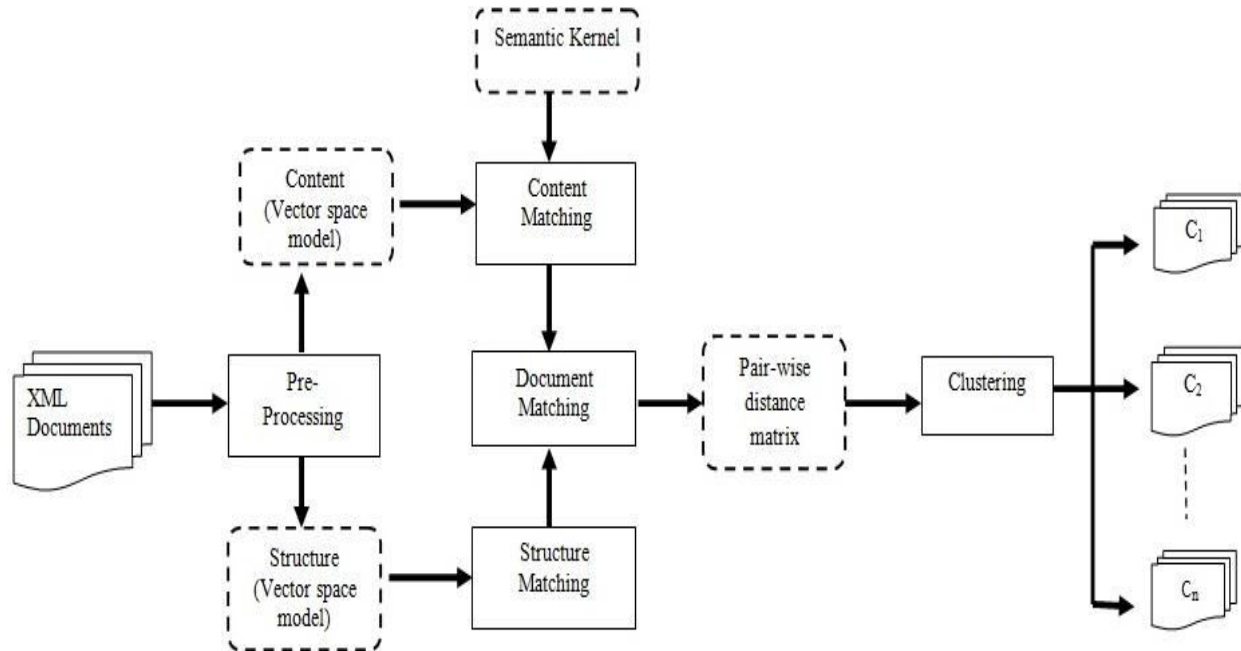 Semantic Kernel
Content
(Vector space
model)
Content
Matching
C1
XML
Documents
Pre-
Processing
Document
Matching
Pair-wise
distance
matrix
Clustering
C2
Structure
(Vector space
model)
Structure
Matching
Cn